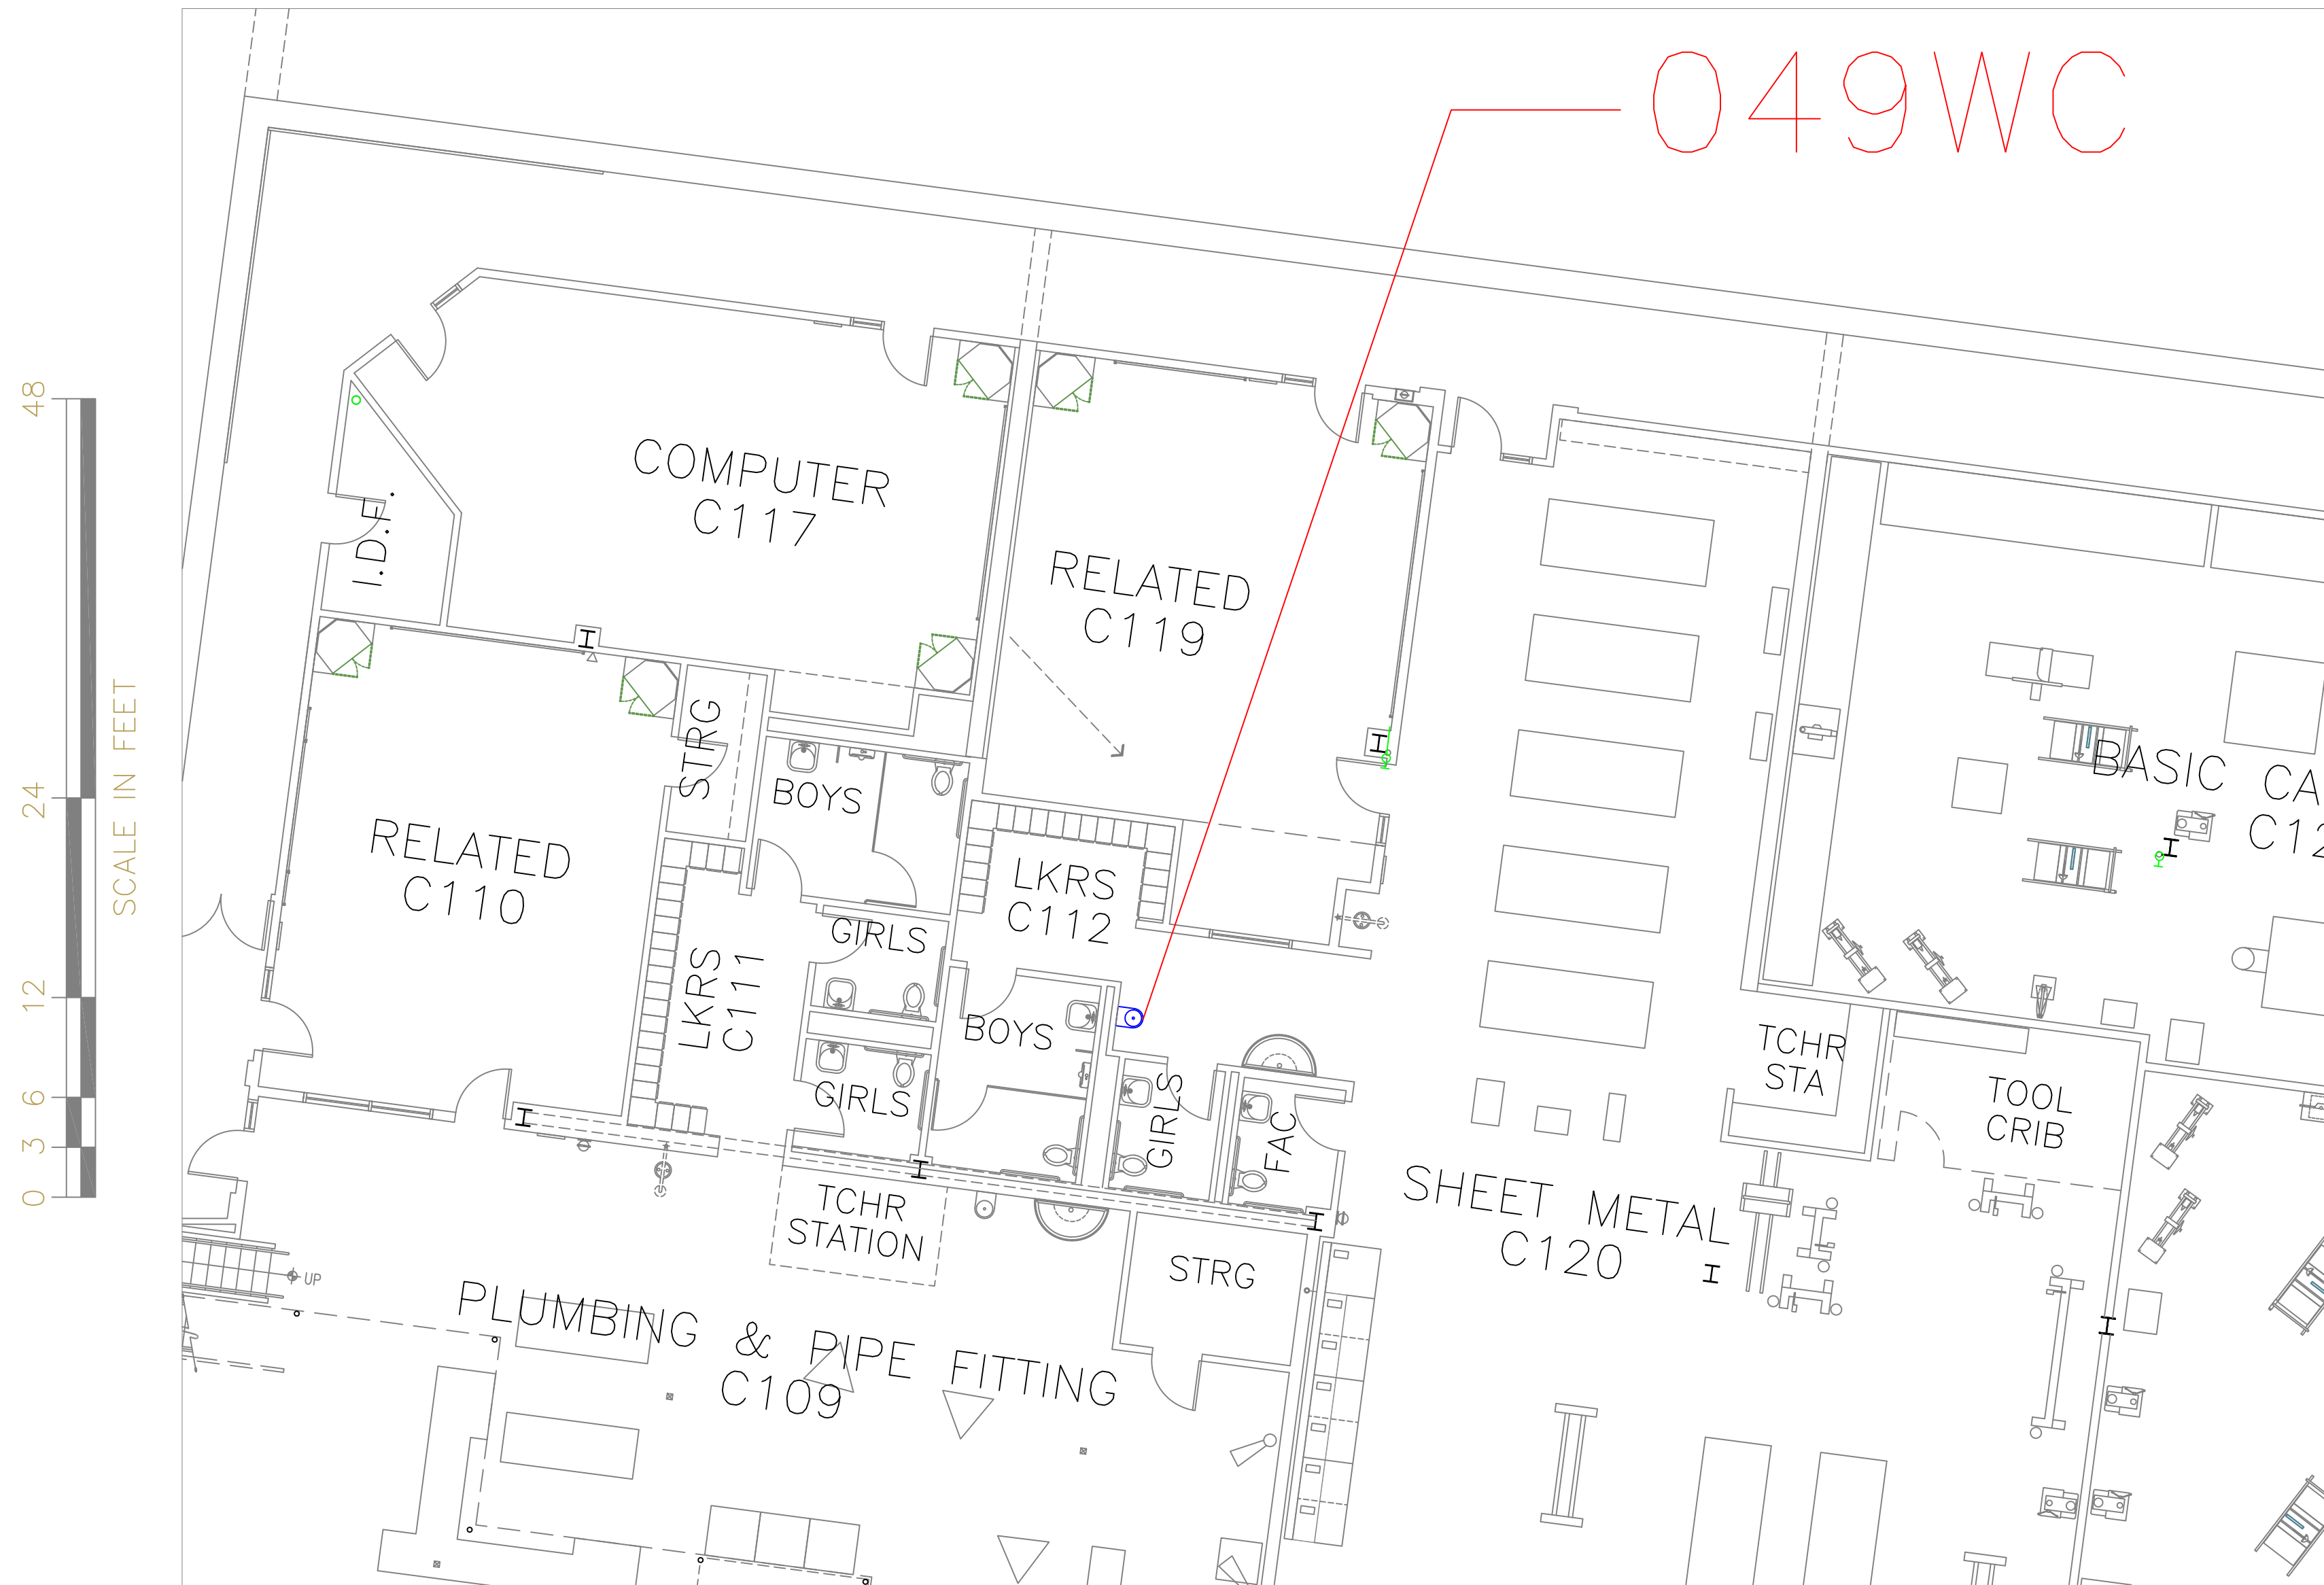 049WC
48
24
12
6
3
0
SCALE IN FEET
COMPUTER
C117
I.D.F.
RELATED
C119
STRG
BOYS
RELATED
C110
LKRS
C112
GIRLS
LKRS
C111
BOYS
GIRLS
GIRLS
FAC
BASIC CA
C12
TCHR
STA
TOOL
CRIB
SHEET METAL
C120
TCHR
STATION
STRG
UP
PLUMBING & PIPE FITTING
C109